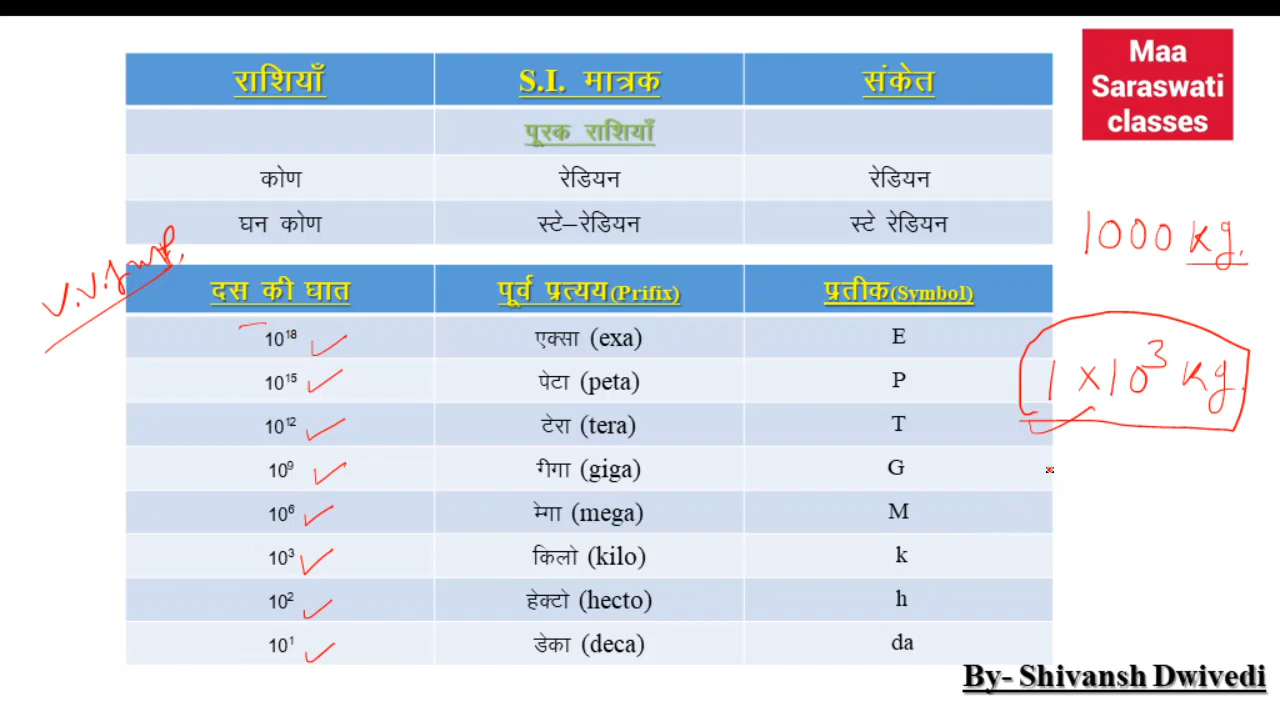 Maa
Saraswati
classes
राशियाँ S.I. मात्रक संकेत
पूरक राशियाँ
कोण रेडियन रेडियन
घन कोण स्टे–रेडियन स्टे रेडियन
1000 kg.
V.V.Imp.
दस की घात पूर्व प्रत्यय(Prifix) प्रतीक(Symbol)
10¹⁸ एक्सा (exa) E
10¹⁵ पेटा (peta) P
1 × 10³ kg.
10¹² टेरा (tera) T
10⁹ गीगा (giga) G
10⁶ मेगा (mega) M
10³ किलो (kilo) k
10² हेक्टो (hecto) h
10¹ डेका (deca) da
By- Shivansh Dwivedi